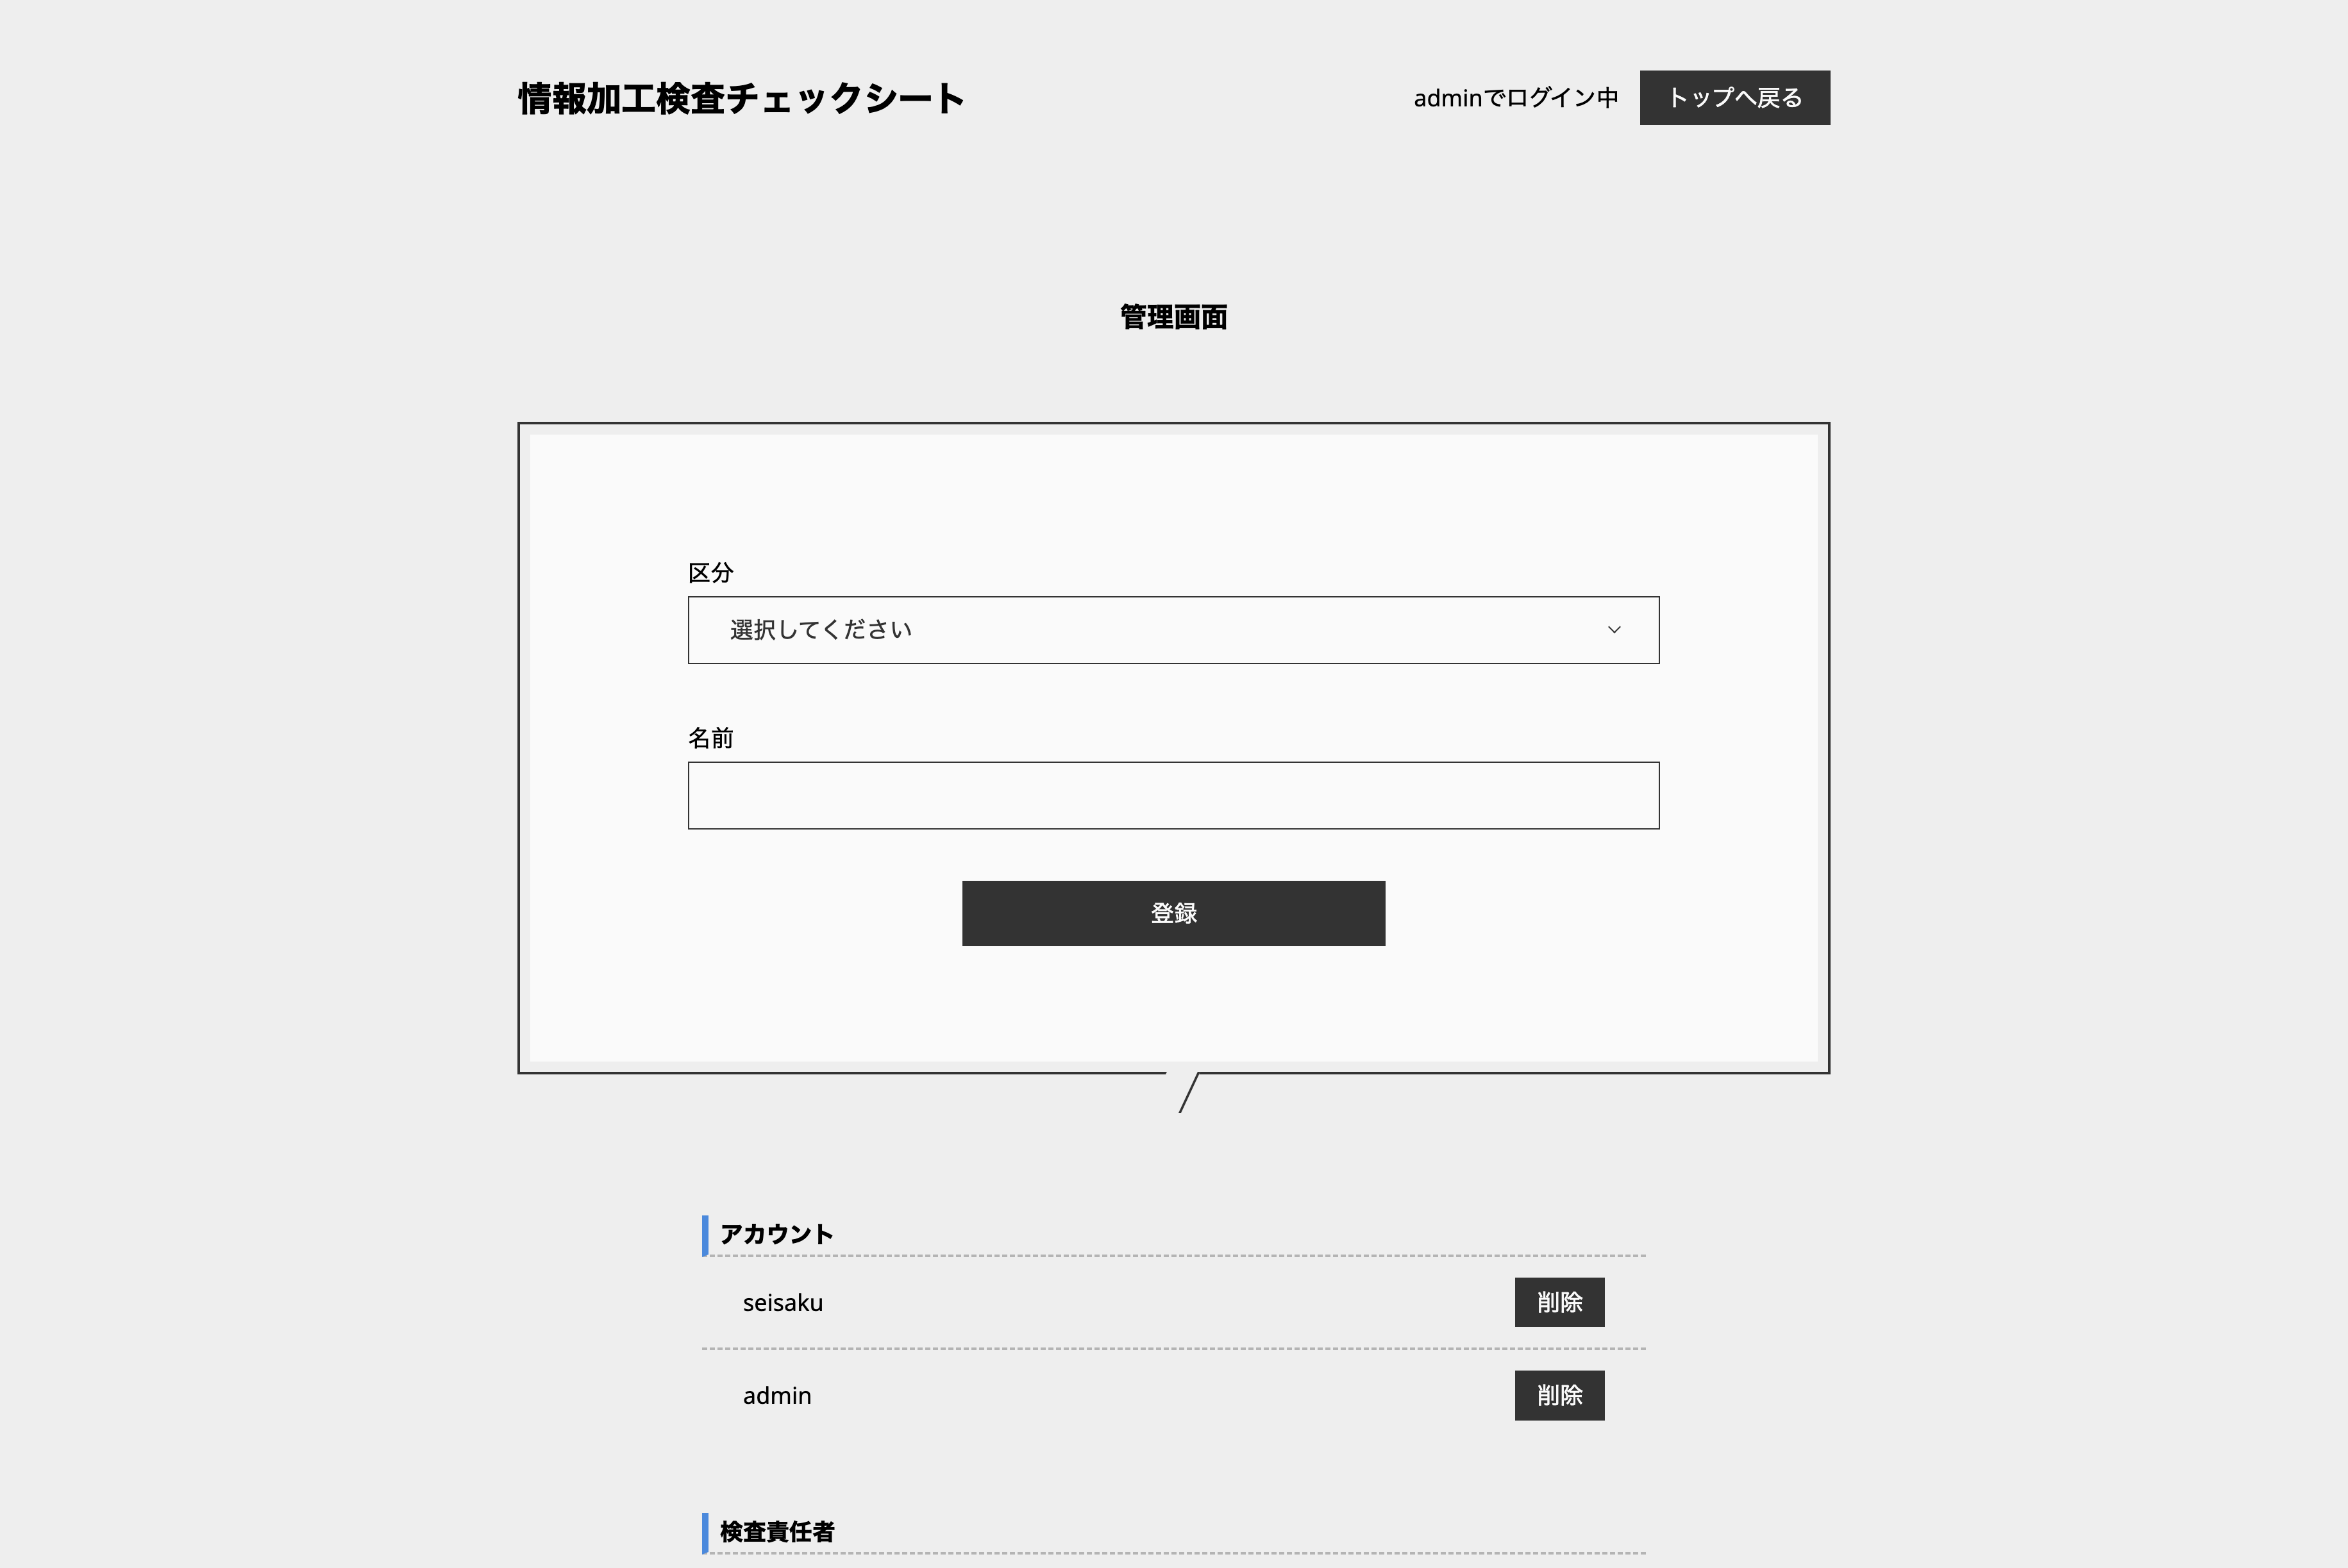 情報加工検査チェックシート
adminでログイン中
トップへ戻る
管理画面
区分
選択してください
名前
登録
アカウント
seisaku
削除
admin
削除
検査責任者